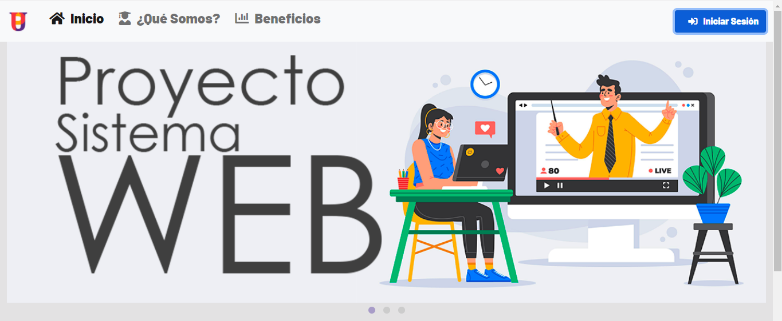 U
Inicio
¿Qué Somos?
Beneficios
Iniciar Sesión
Proyecto
Sistema
WEB
80
LIVE